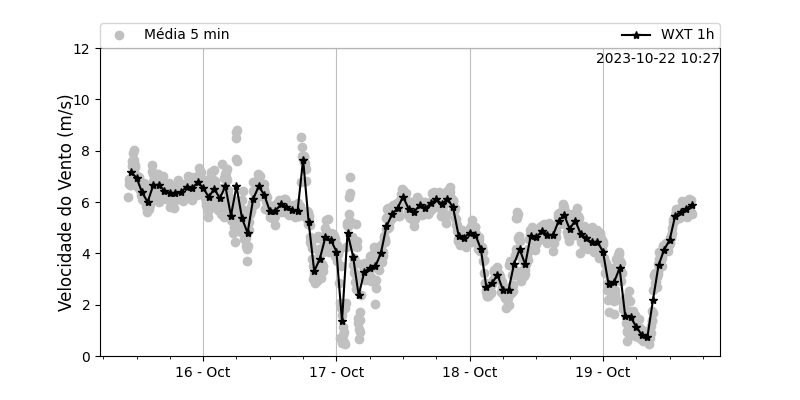 Média 5 min
WXT 1h
2023-10-22 10:27
Velocidade do Vento (m/s)
12
10
8
6
4
2
0
16 - Oct
17 - Oct
18 - Oct
19 - Oct